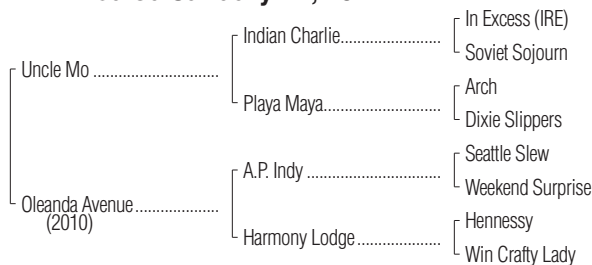 In Excess (IRE)
Indian Charlie
Soviet Sojourn
Uncle Mo
Arch
Playa Maya
Dixie Slippers
Seattle Slew
A.P. Indy
Weekend Surprise
Oleanda Avenue
(2010)
Hennessy
Harmony Lodge
Win Crafty Lady